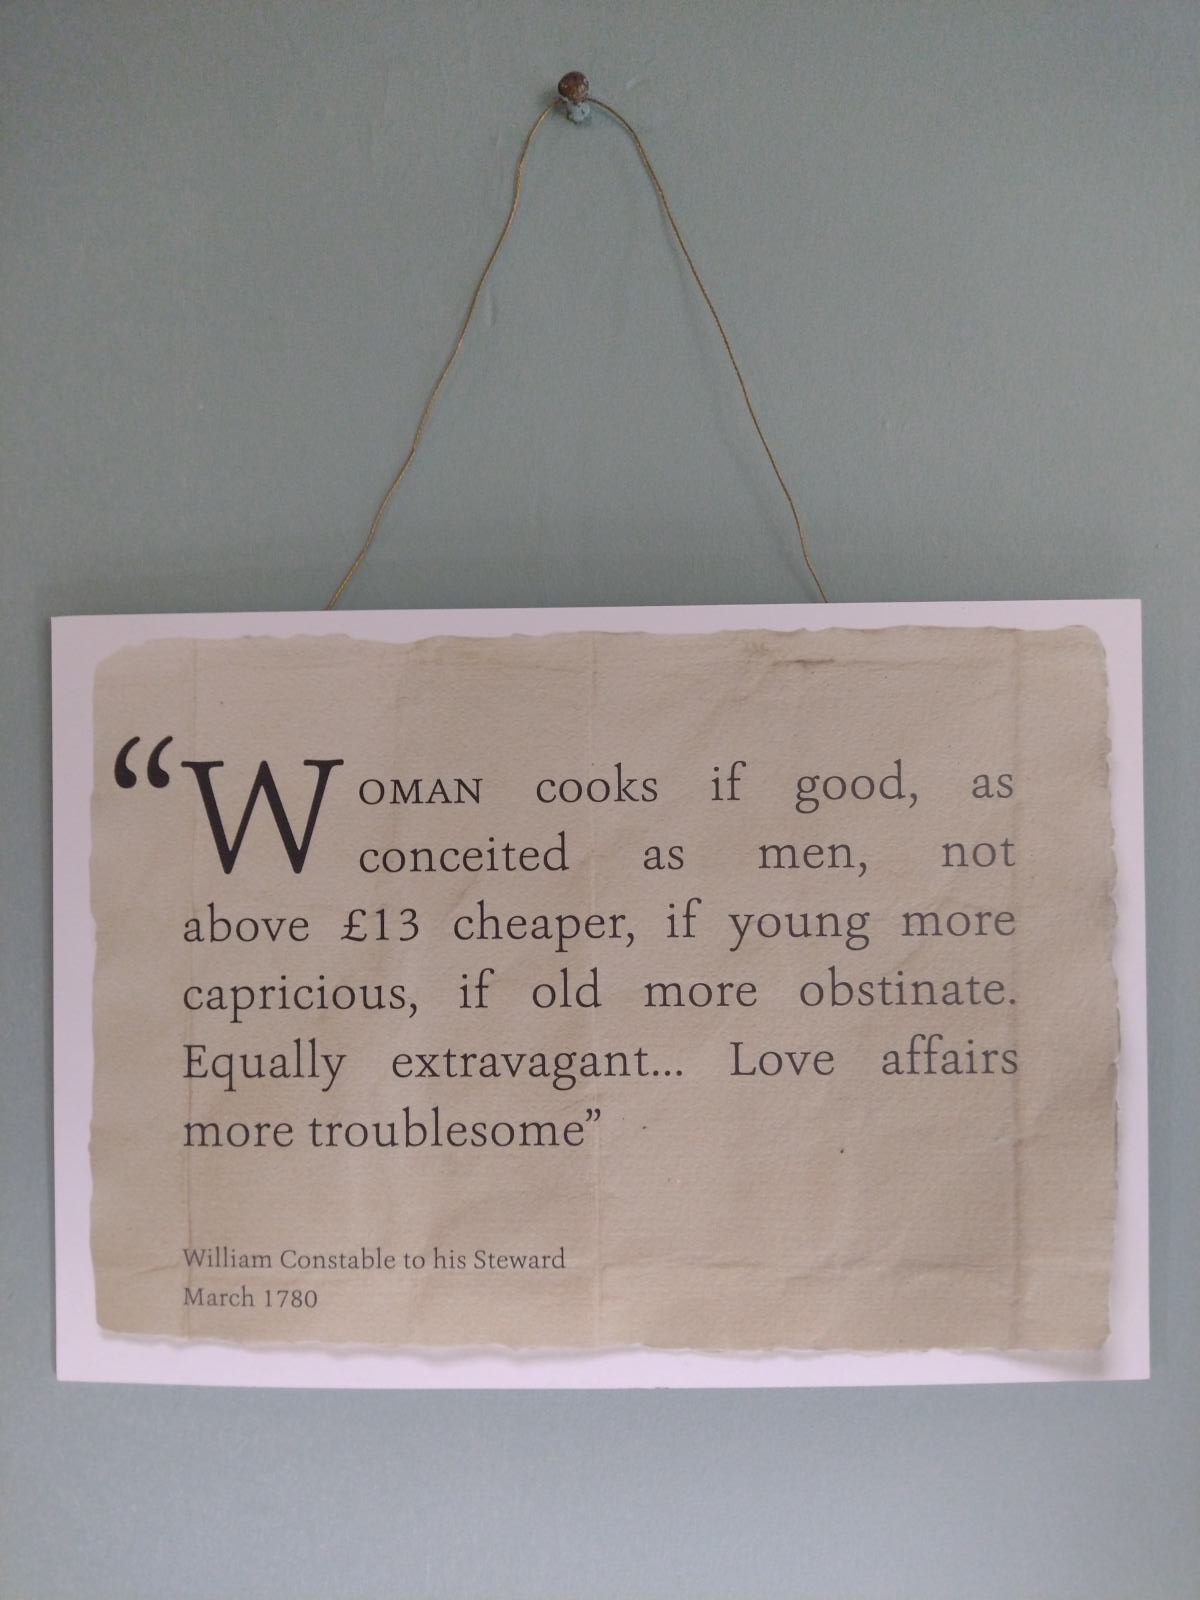 “WOMAN cooks if good, as
conceited as men, not
above £13 cheaper, if young more
capricious, if old more obstinate.
Equally extravagant... Love affairs
more troublesome”
William Constable to his Steward
March 1780